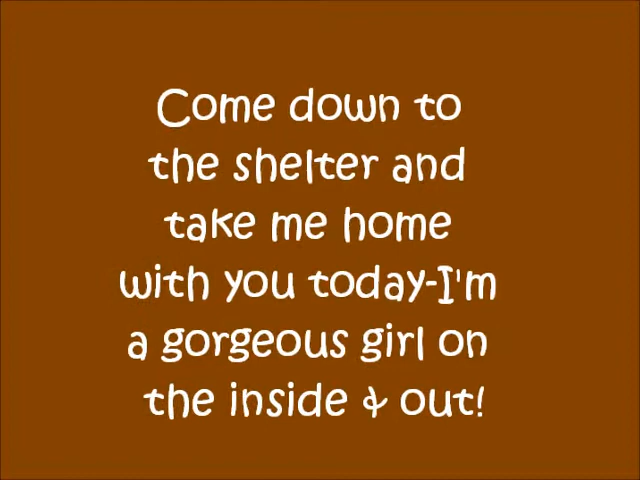 Come down to
the shelter and
take me home
with you today-I'm
a gorgeous girl on
the inside & out!